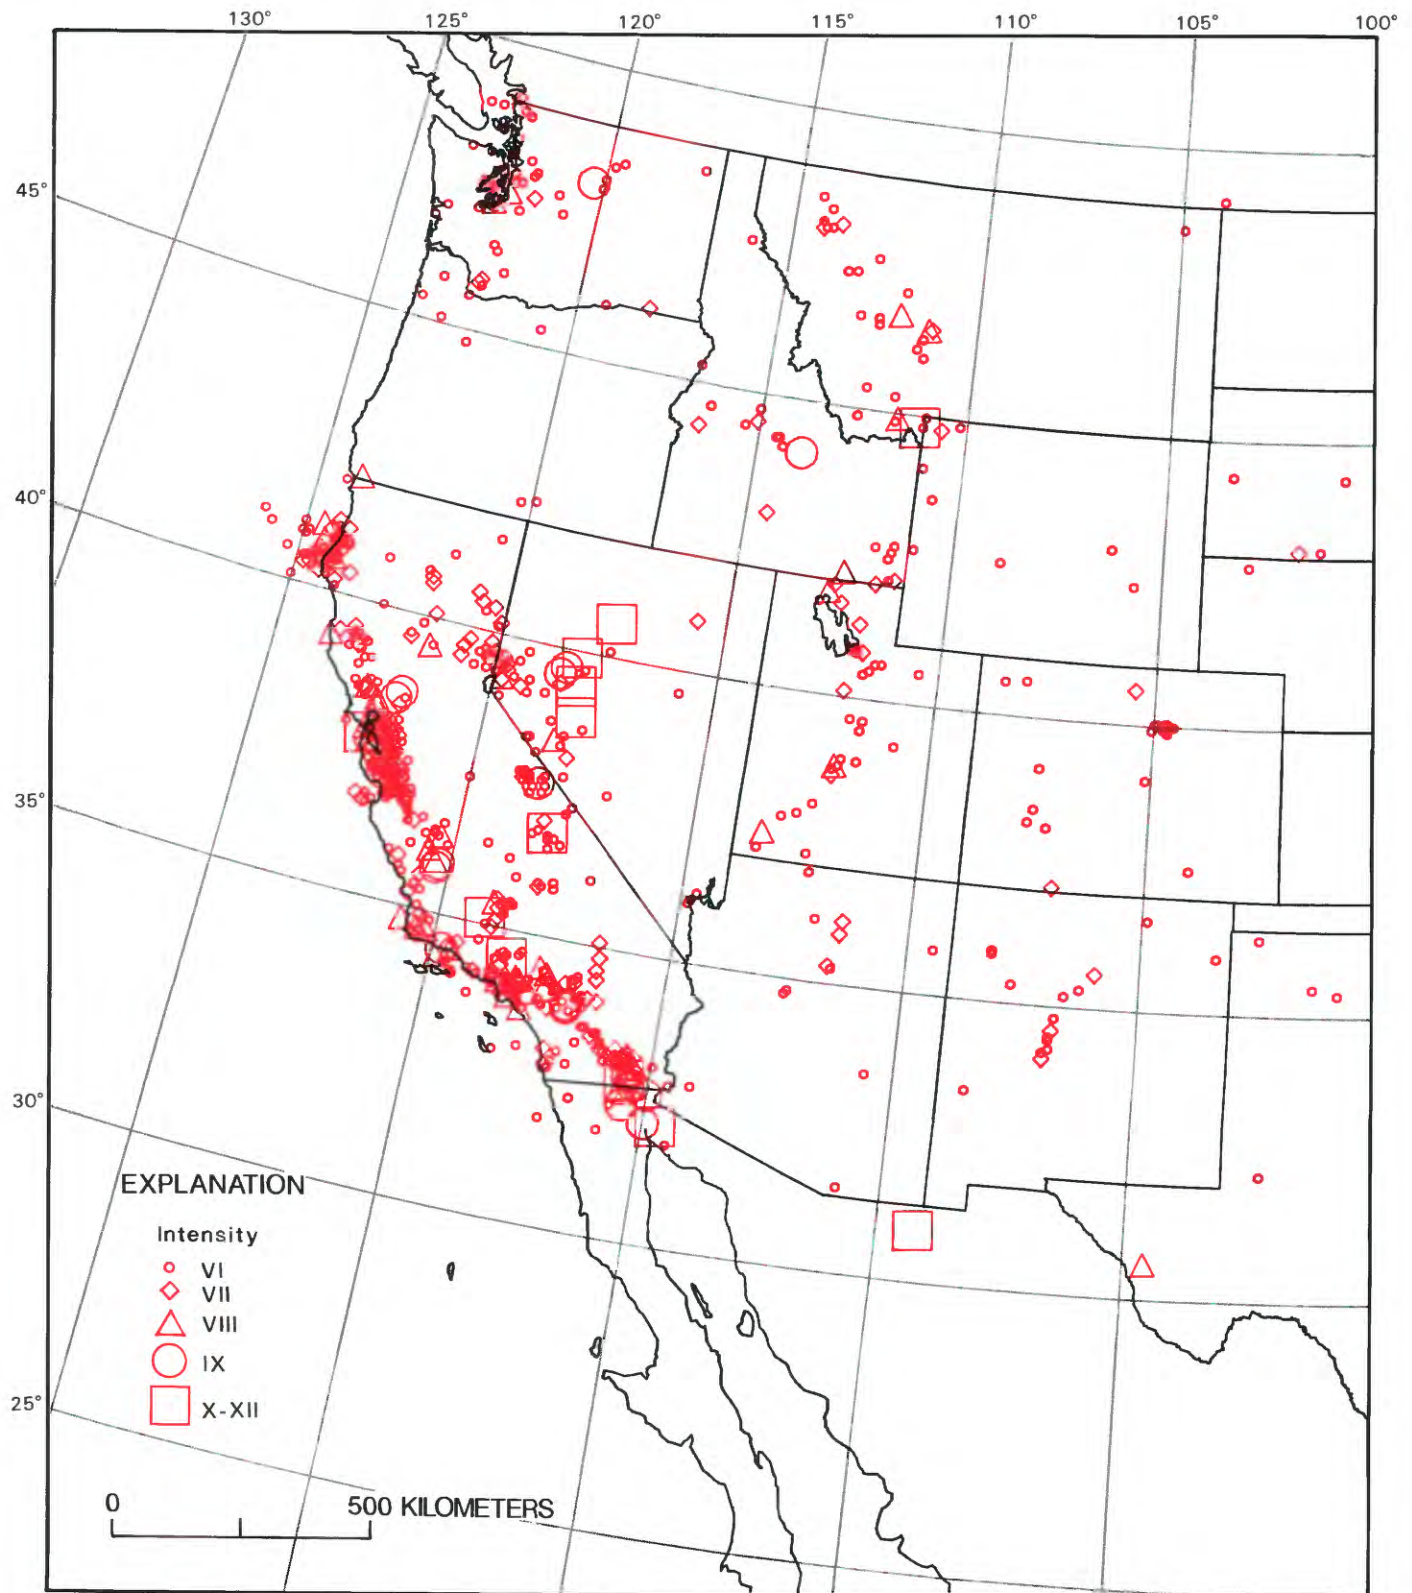 130° 125° 120° 115° 110° 105° 100°
45°
40°
35°
30°
25°
EXPLANATION
Intensity
VI
VII
VIII
IX
X-XII
0 500 KILOMETERS